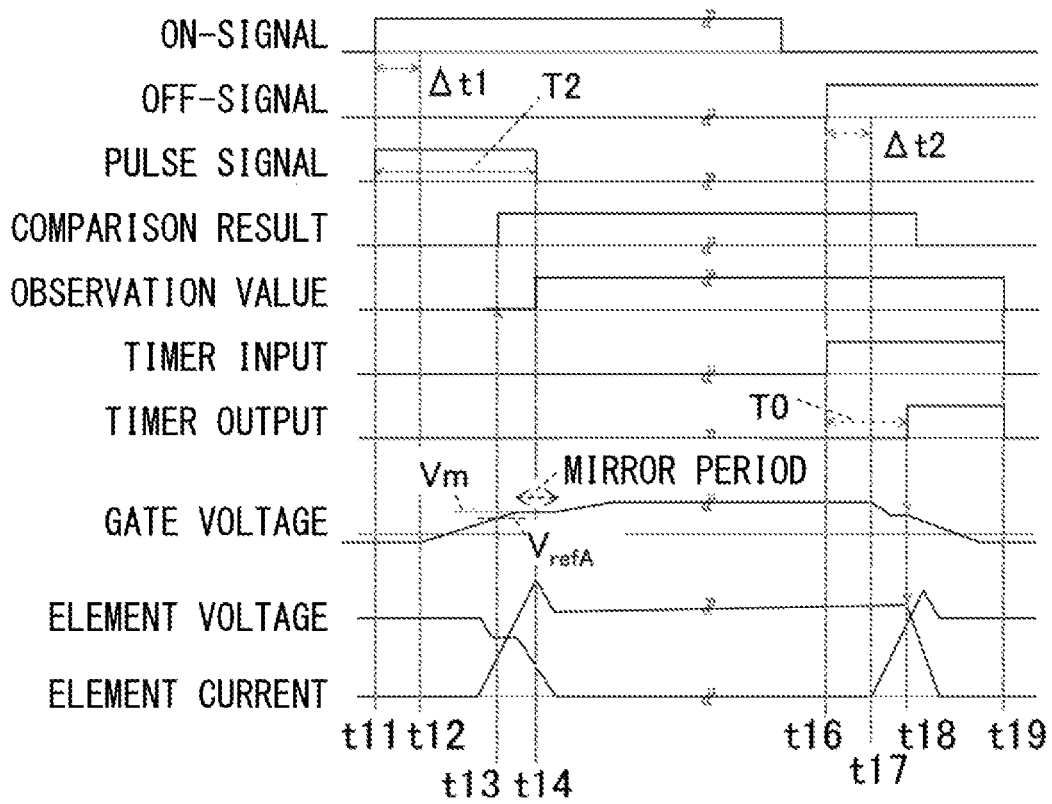 ON-SIGNAL
Δt1
T2
OFF-SIGNAL
Δt2
PULSE SIGNAL
COMPARISON RESULT
OBSERVATION VALUE
TIMER INPUT
TIMER OUTPUT
T0
Vm
MIRROR PERIOD
GATE VOLTAGE
VrefA
ELEMENT VOLTAGE
ELEMENT CURRENT
t11 t12 t16 t18 t19
t13 t14 t17